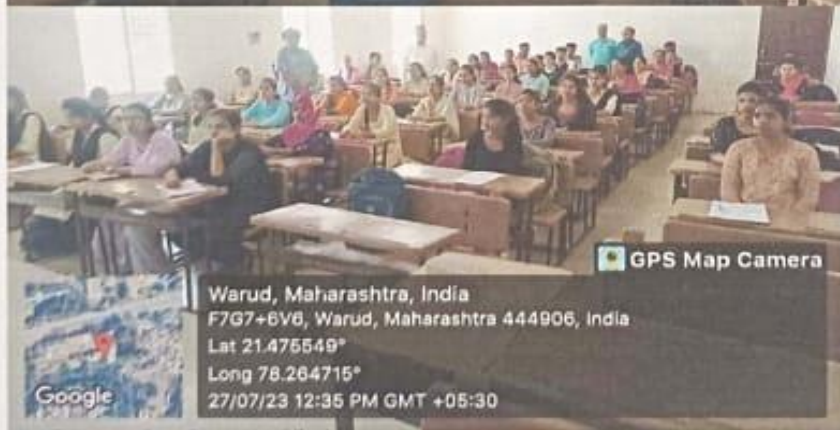 GPS Map Camera
Warud, Maharashtra, India
F7G7+6V6, Warud, Maharashtra 444906, India
Lat 21.475549°
Long 78.264715°
27/07/23 12:35 PM GMT +05:30
Google